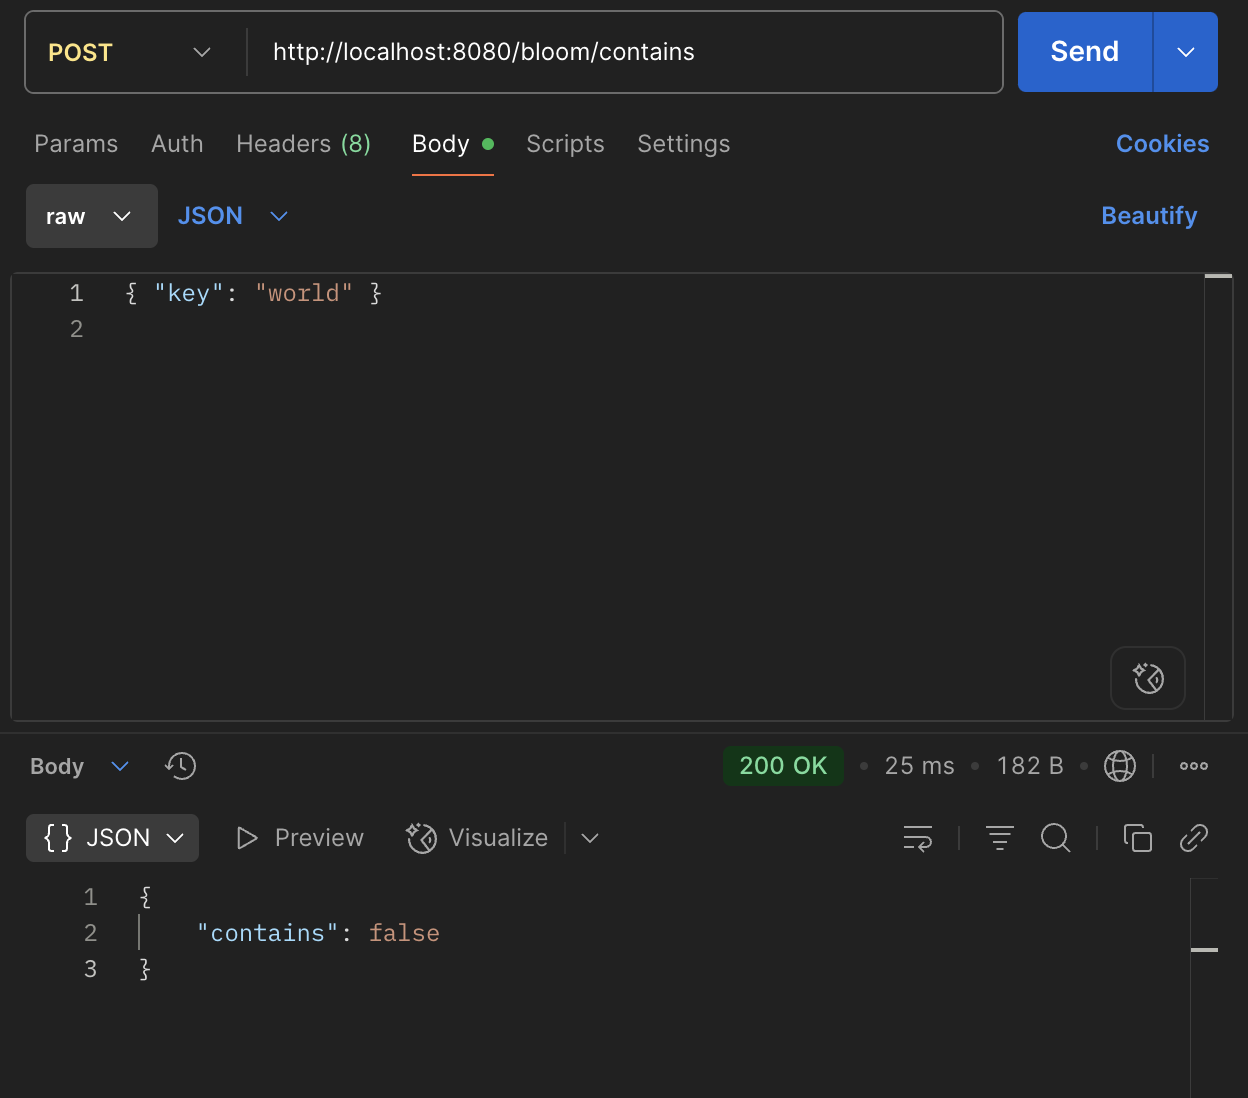 POST http://localhost:8080/bloom/contains Send
Params Auth Headers (8) Body Scripts Settings Cookies
raw JSON Beautify
1 { "key": "world" }
2
Body 200 OK • 25 ms • 182 B •
{ } JSON Preview Visualize
1 {
2 "contains": false
3 }